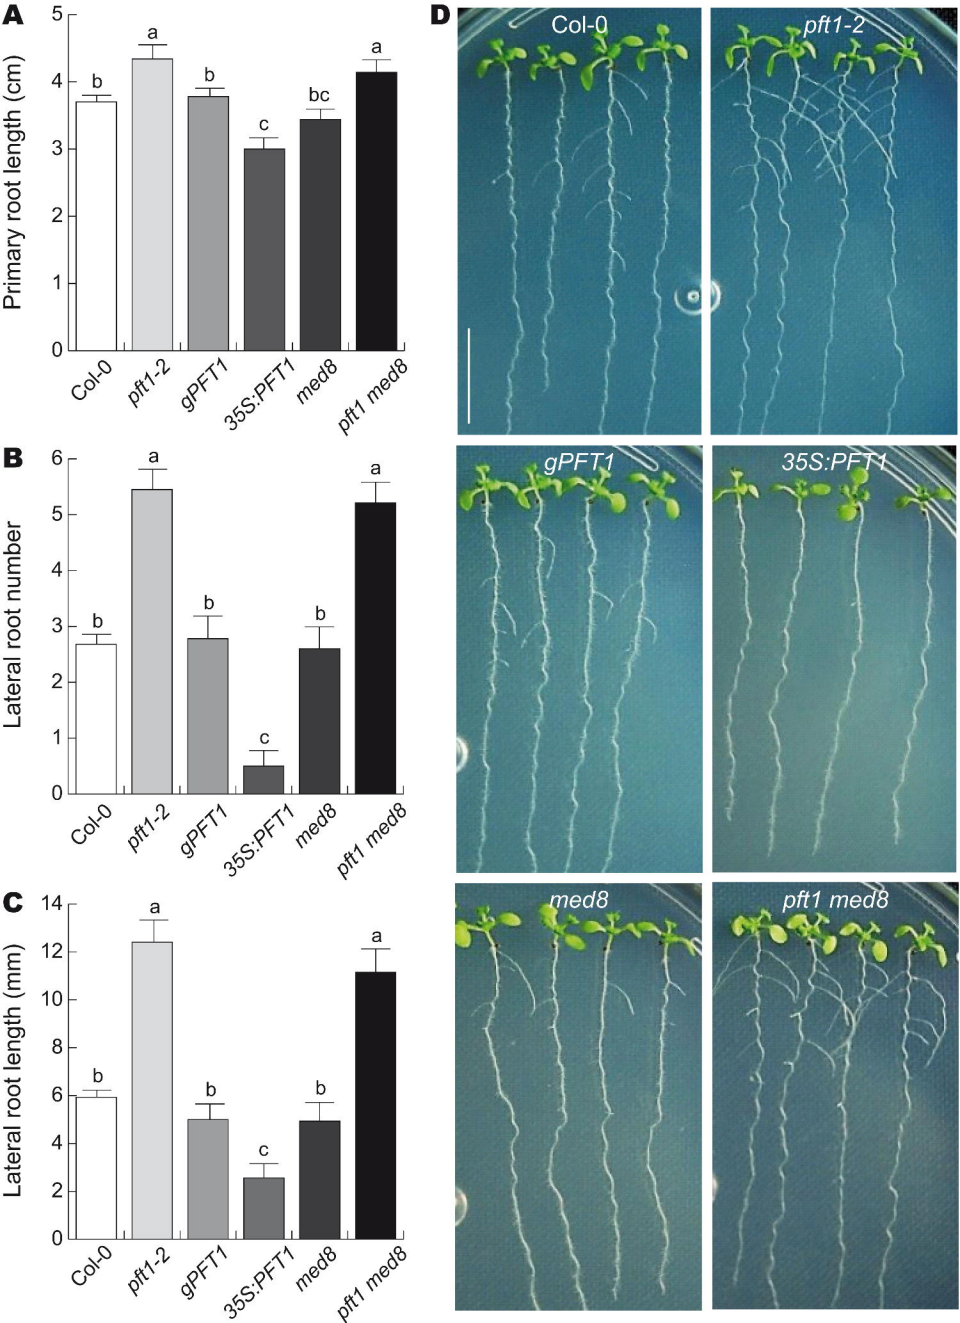 A
Primary root length (cm)
5
4
3
2
1
0
b
a
b
c
bc
a
Col-0
pft1-2
gPFT1
35S:PFT1
med8
pft1 med8
B
Lateral root number
6
5
4
3
2
1
0
b
a
b
c
b
a
Col-0
pft1-2
gPFT1
35S:PFT1
med8
pft1 med8
C
Lateral root length (mm)
14
12
10
8
6
4
2
0
b
a
b
c
b
a
Col-0
pft1-2
gPFT1
35S:PFT1
med8
pft1 med8
D
Col-0
pft1-2
gPFT1
35S:PFT1
med8
pft1 med8